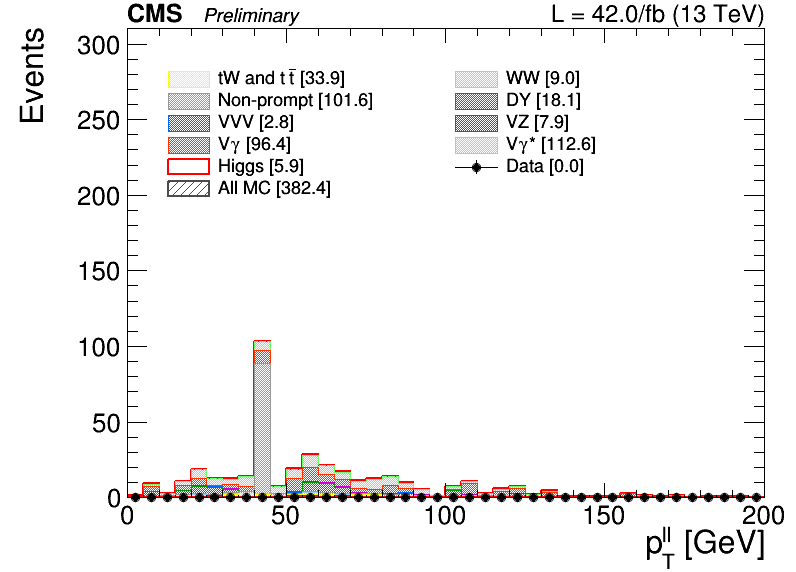 CMS Preliminary L = 42.0/fb (13 TeV)
Events
300
250
200
150
100
50
0
tW and tt̄ [33.9]
Non-prompt [101.6]
VVV [2.8]
Vγ [96.4]
Higgs [5.9]
All MC [382.4]
WW [9.0]
DY [18.1]
VZ [7.9]
Vγ* [112.6]
Data [0.0]
0 50 100 150 200
p_T^ll [GeV]